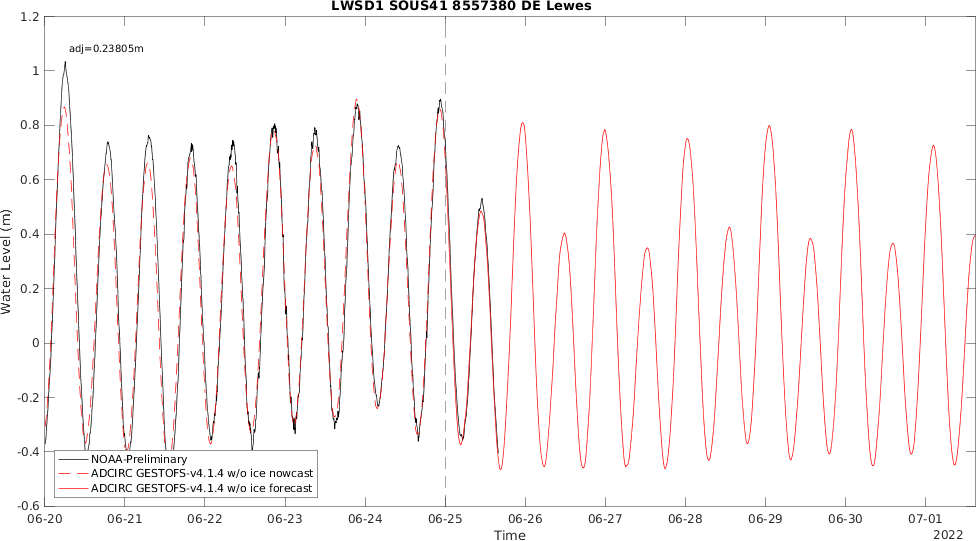 LWSD1 SOUS41 8557380 DE Lewes
adj=0.23805m
1.2
1
0.8
0.6
0.4
0.2
0
-0.2
-0.4
-0.6
Water Level (m)
NOAA-Preliminary
ADCIRC GESTOFS-v4.1.4 w/o ice nowcast
ADCIRC GESTOFS-v4.1.4 w/o ice forecast
06-20 06-21 06-22 06-23 06-24 06-25 06-26 06-27 06-28 06-29 06-30 07-01
Time
2022